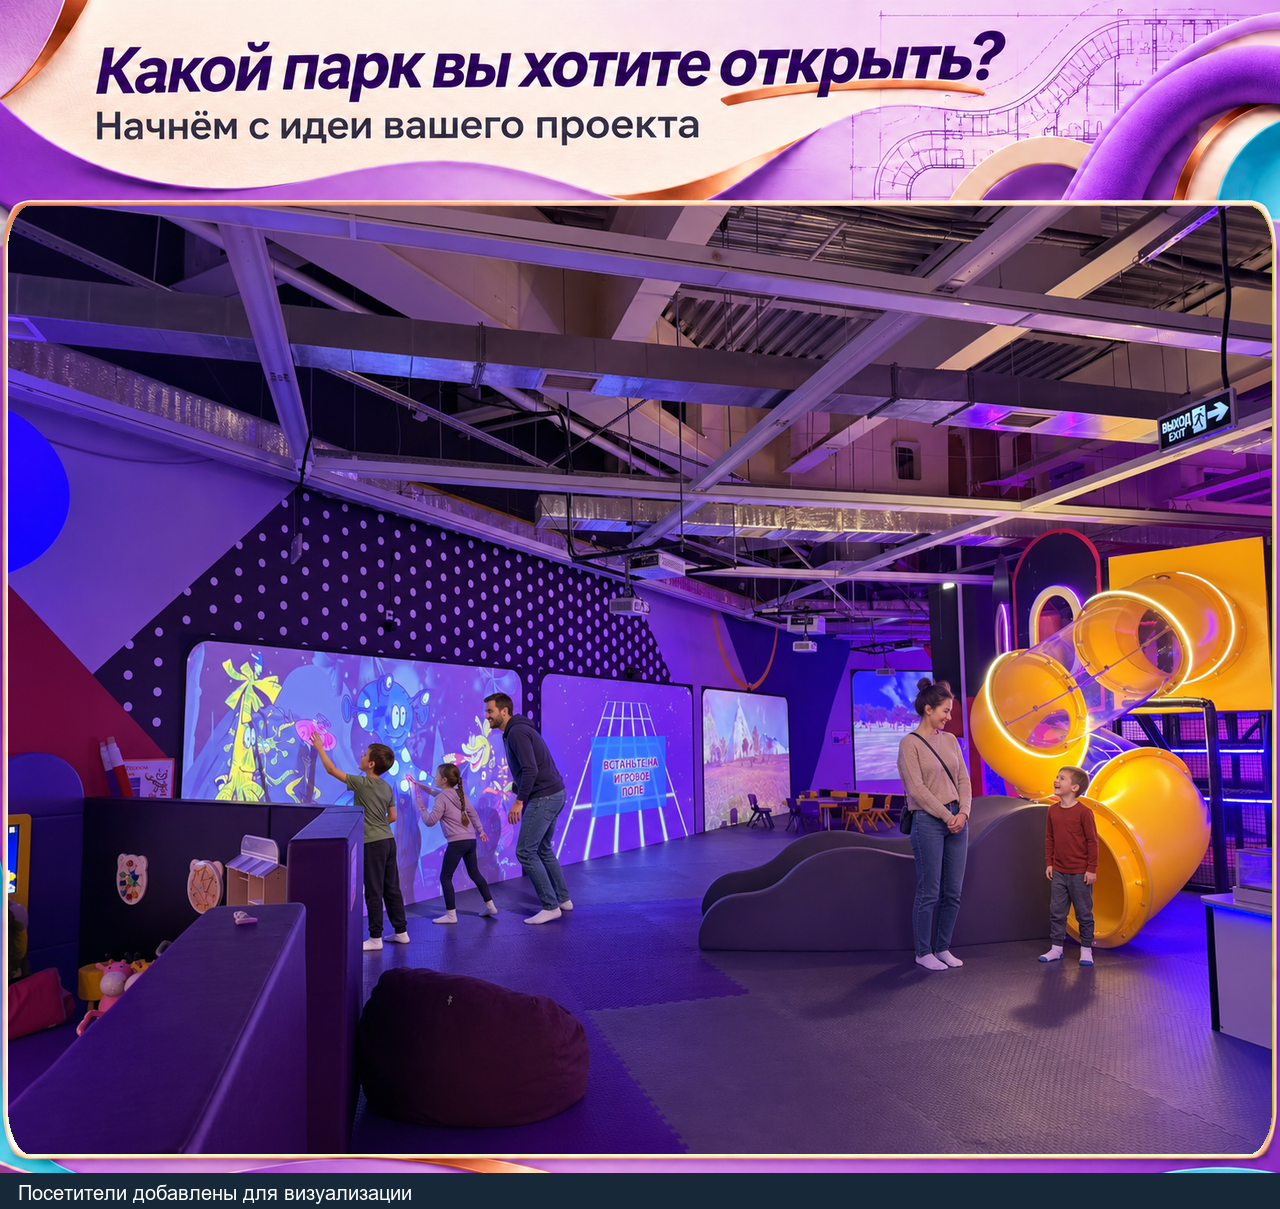 Какой парк вы хотите открыть?
Начнём с идеи вашего проекта
ВЫХОД
EXIT
ВСТАНЬТЕ НА
ИГРОВОЕ
ПОЛЕ
Посетители добавлены для визуализации